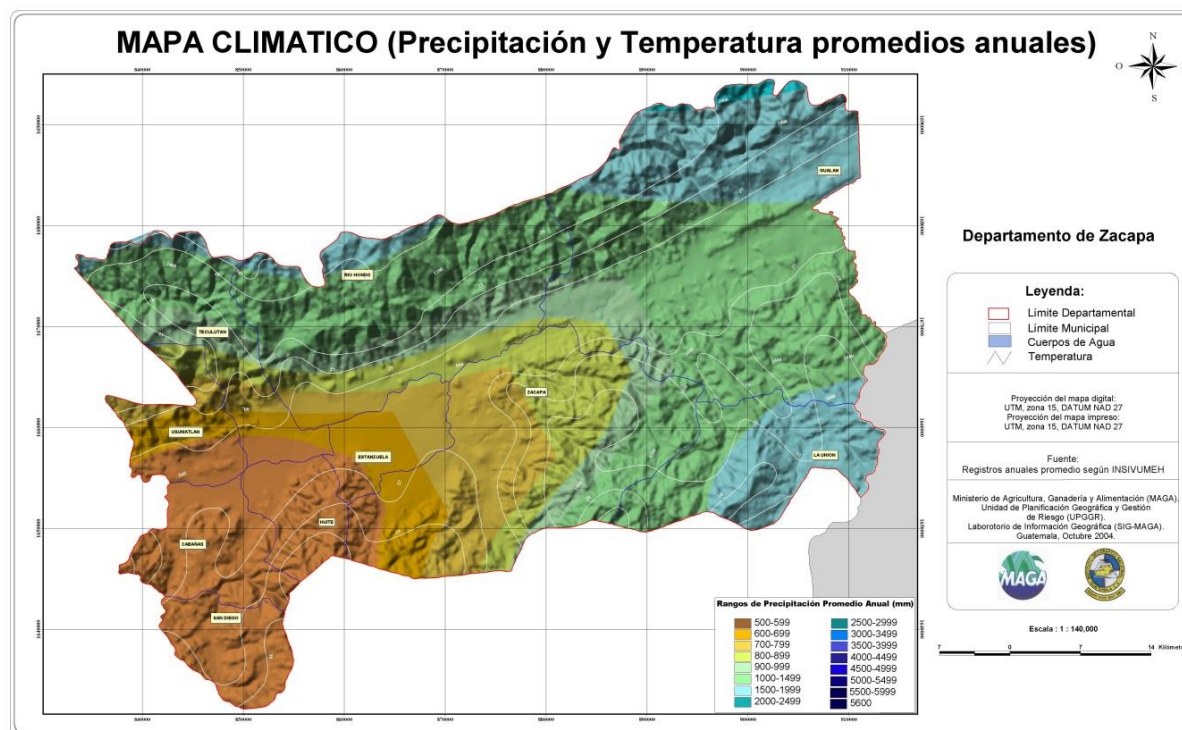 MAPA CLIMATICO (Precipitación y Temperatura promedios anuales)
N
O
E
S
GUALAN
RIO HONDO
TECULUTAN
ZACAPA
USUMATLAN
ESTANZUELA
LA UNION
HUITE
CABAÑAS
SAN DIEGO
Rangos de Precipitación Promedio Anual (mm)
500-599
600-699
700-799
800-899
900-999
1000-1499
1500-1999
2000-2499
2500-2999
3000-3499
3500-3999
4000-4499
4500-4999
5000-5499
5500-5999
5600
Departamento de Zacapa
Leyenda:
Limite Departamental
Límite Municipal
Cuerpos de Agua
Temperatura
Proyección del mapa digital:
UTM, zona 15, DATUM NAD 27
Proyección del mapa impreso:
UTM, zona 15, DATUM NAD 27
Fuente:
Registros anuales promedio según INSIVUMEH
Ministerio de Agricultura, Ganadería y Alimentación (MAGA).
Unidad de Planificación Geográfica y Gestión
de Riesgo (UPGGR).
Laboratorio de Información Geográfica (SIG-MAGA).
Guatemala, Octubre 2004.
MAGA
Escala : 1 : 140,000
7 0 7 14 Kilómet